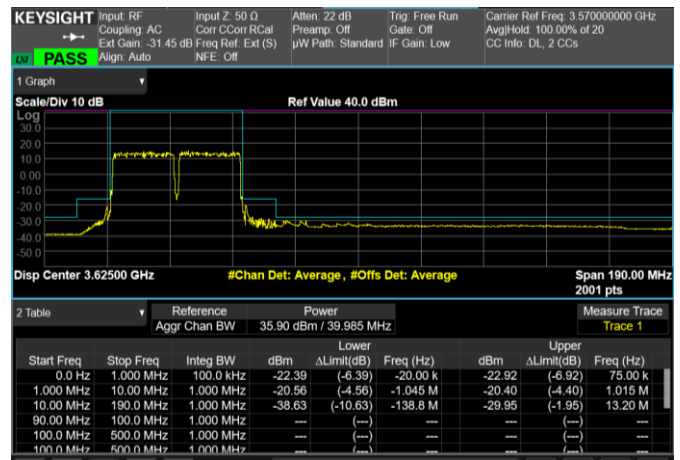 KEYSIGHT Input: RF Input Z: 50 Ω Atten: 22 dB Trig: Free Run Carrier Ref Freq: 3.570000000 GHz
Coupling: AC Corr CCorr RCal Preamp: Off Gate: Off Avg|Hold: 100.00% of 20
Ext Gain: -31.45 dB Freq Ref: Ext (S) µW Path: Standard IF Gain: Low CC Info: DL, 2 CCs
LXI PASS Align: Auto NFE: Off
1 Graph
Scale/Div 10 dB Ref Value 40.0 dBm
Log
30.0
20.0
10.0
0.00
-10.0
-20.0
-30.0
-40.0
-50.0
Disp Center 3.62500 GHz #Chan Det: Average, #Offs Det: Average Span 190.00 MHz
2001 pts
2 Table Reference Power Measure Trace
Aggr Chan BW 35.90 dBm / 39.985 MHz Trace 1
Lower Upper
Start Freq Stop Freq Integ BW dBm ΔLimit(dB) Freq (Hz) dBm ΔLimit(dB) Freq (Hz)
0.0 Hz 1.000 MHz 100.0 kHz -22.39 (-6.39) -20.00 k -22.92 (-6.92) 75.00 k
1.000 MHz 10.00 MHz 1.000 MHz -20.56 (-4.56) -1.045 M -20.40 (-4.40) 1.015 M
10.00 MHz 190.0 MHz 1.000 MHz -38.63 (-10.63) -138.8 M -29.95 (-1.95) 13.20 M
90.00 MHz 100.0 MHz 1.000 MHz --- (---) --- (---)
100.0 MHz 500.0 MHz 1.000 MHz --- (---) --- (---)
100.0 MHz 500.0 MHz 1.000 MHz --- (---) --- (---)